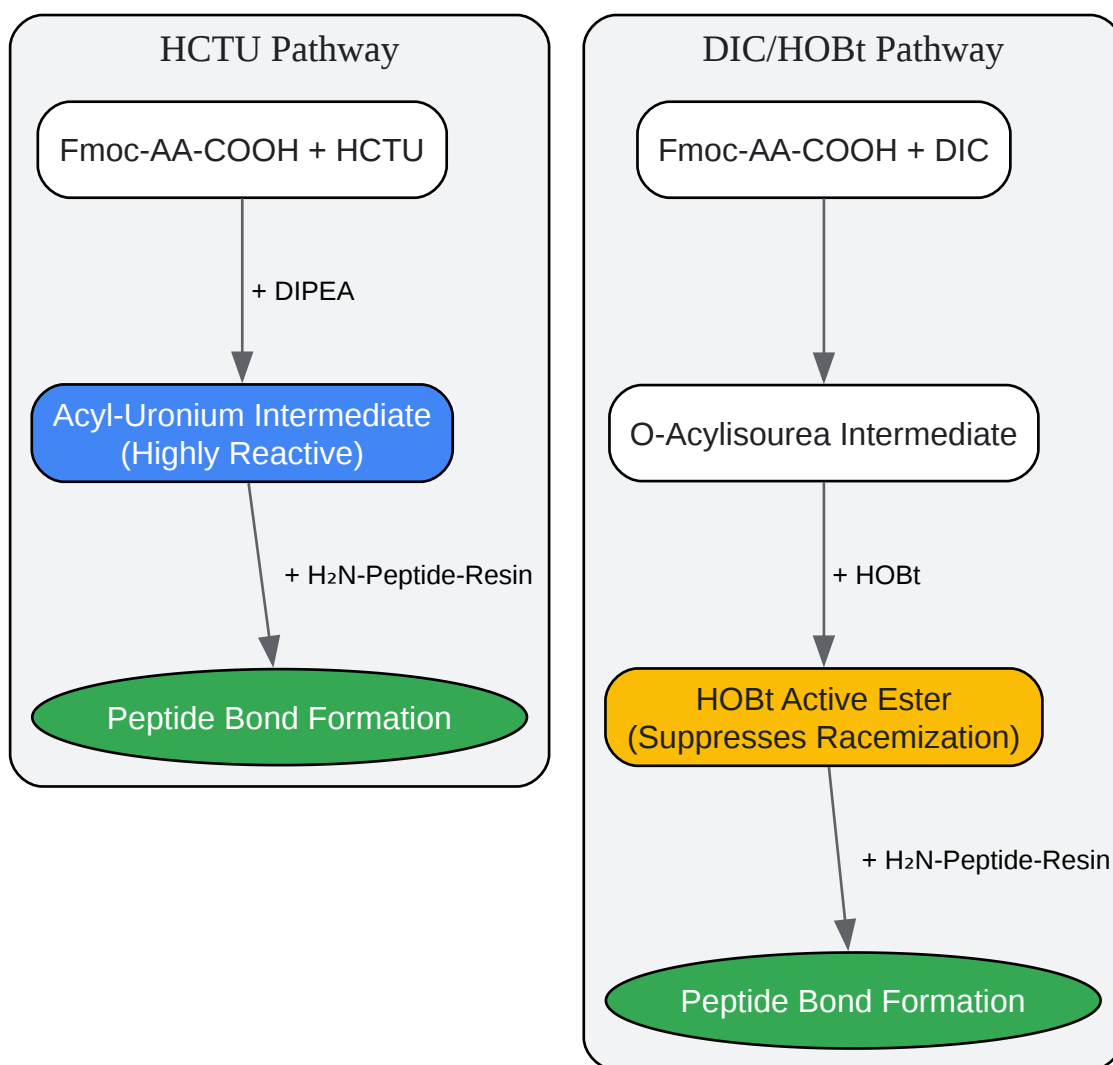 HCTU Pathway
Fmoc-AA-COOH + HCTU
+ DIPEA
Acyl-Uronium Intermediate
(Highly Reactive)
+ H₂N-Peptide-Resin
Peptide Bond Formation
DIC/HOBt Pathway
Fmoc-AA-COOH + DIC
O-Acylisourea Intermediate
+ HOBt
HOBt Active Ester
(Suppresses Racemization)
+ H₂N-Peptide-Resin
Peptide Bond Formation